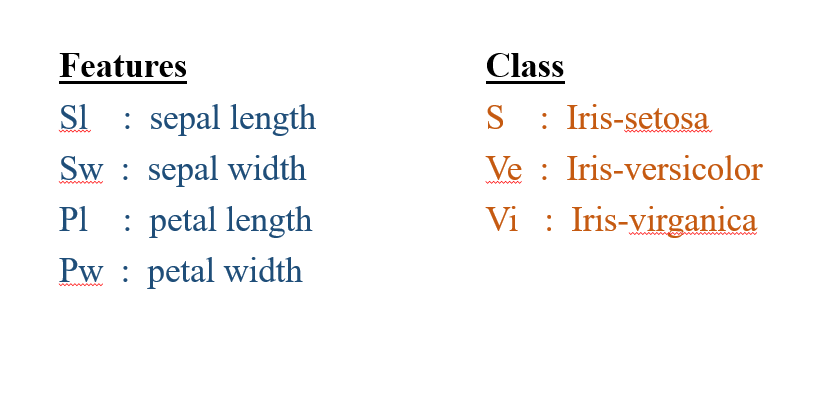 Features
Sl : sepal length
Sw : sepal width
Pl : petal length
Pw : petal width
Class
S : Iris-setosa
Ve : Iris-versicolor
Vi : Iris-virganica